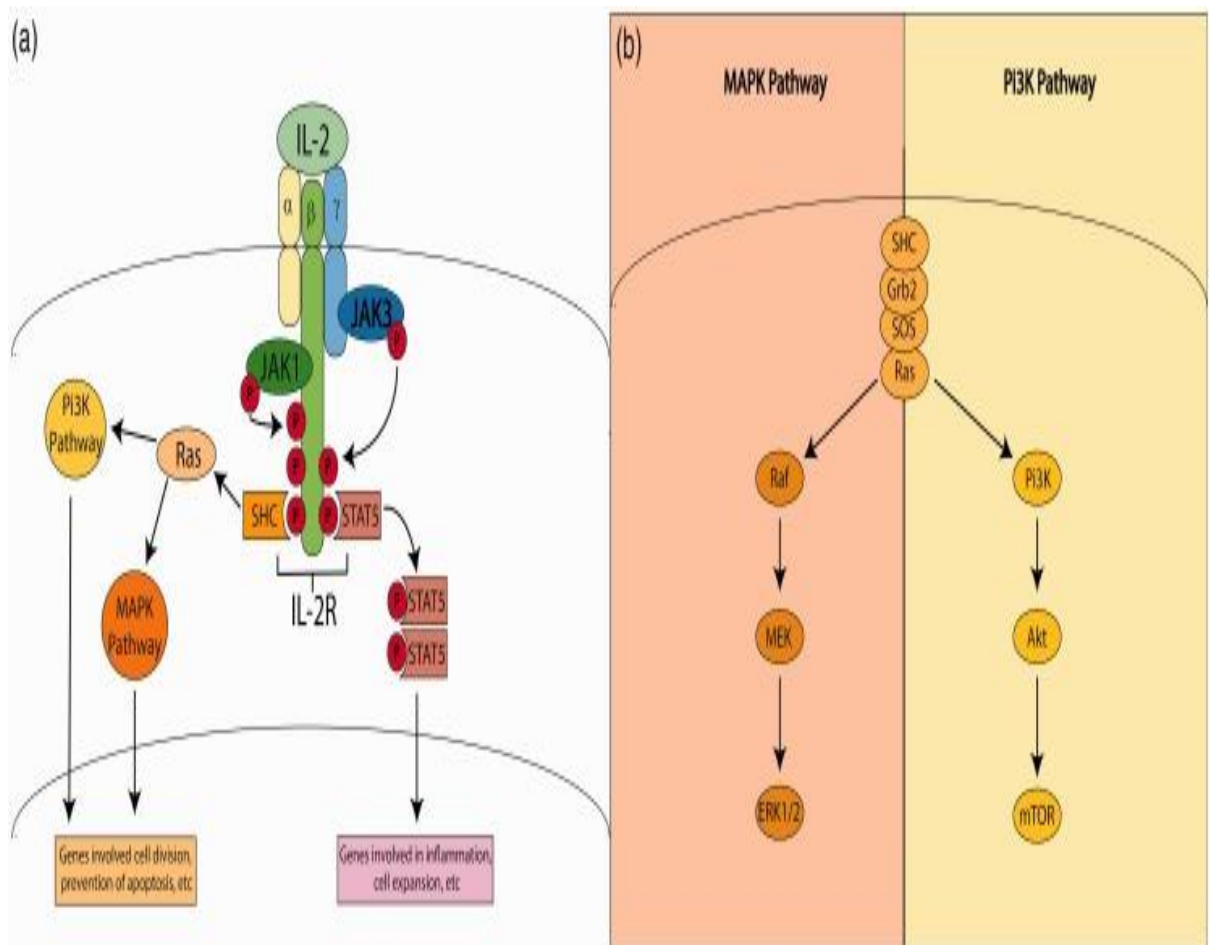 (a)
IL-2
α β γ
JAK3
P
JAK1
P
P
Pi3K
Pathway
Ras
P
P
SHC
P
P
STAT5
IL-2R
MAPK
Pathway
P
STAT5
P
STAT5
Genes involved cell division,
prevention of apoptosis, etc
Genes involved in inflammation,
cell expansion, etc
(b)
MAPK Pathway
Pi3K Pathway
SHC
Grb2
SOS
Ras
Raf
Pi3K
MEK
Akt
ERK1/2
mTOR